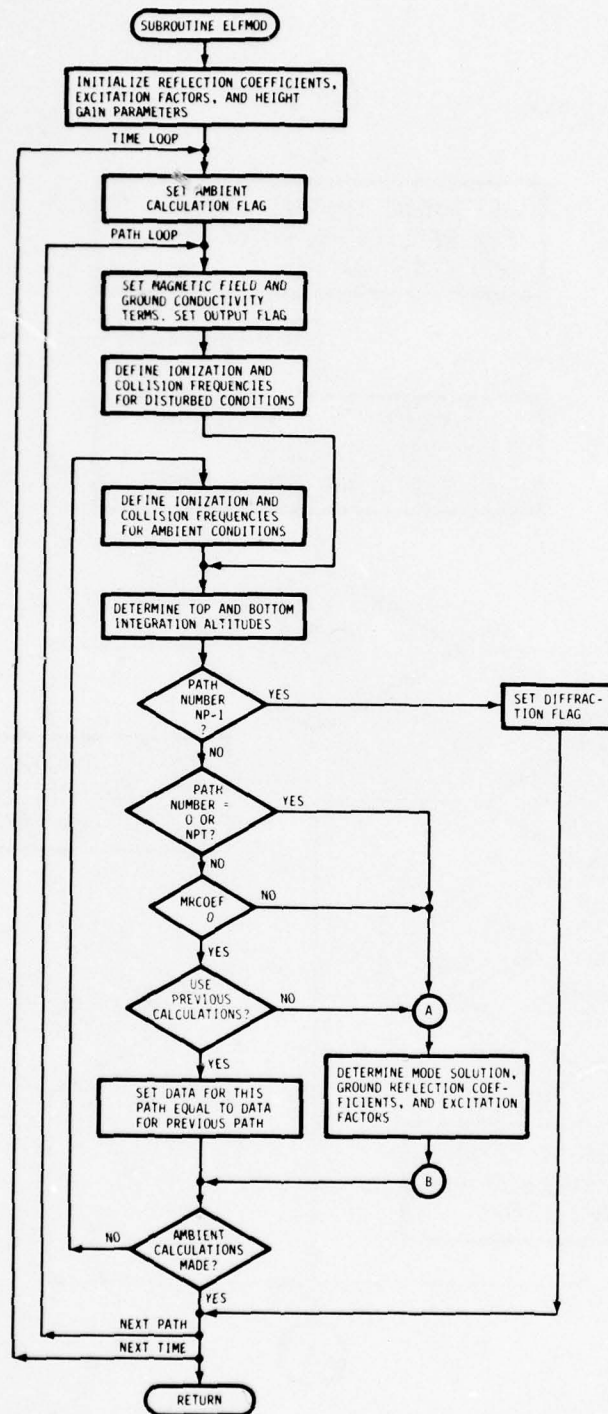 SUBROUTINE ELFMOD
INITIALIZE REFLECTION COEFFICIENTS,
EXCITATION FACTORS, AND HEIGHT
GAIN PARAMETERS
TIME LOOP
SET AMBIENT
CALCULATION FLAG
PATH LOOP
SET MAGNETIC FIELD AND
GROUND CONDUCTIVITY
TERMS. SET OUTPUT FLAG
DEFINE IONIZATION AND
COLLISION FREQUENCIES
FOR DISTURBED CONDITIONS
DEFINE IONIZATION AND
COLLISION FREQUENCIES
FOR AMBIENT CONDITIONS
DETERMINE TOP AND BOTTOM
INTEGRATION ALTITUDES
PATH
NUMBER
NP-1
?
YES
SET DIFFRAC-
TION FLAG
NO
PATH
NUMBER =
0 OR
NPT?
YES
NO
MRCOEF
0
NO
YES
USE
PREVIOUS
CALCULATIONS?
NO
A
YES
SET DATA FOR THIS
PATH EQUAL TO DATA
FOR PREVIOUS PATH
DETERMINE MODE SOLUTION,
GROUND REFLECTION COEF-
FICIENTS, AND EXCITATION
FACTORS
B
AMBIENT
CALCULATIONS
MADE?
NO
YES
NEXT PATH
NEXT TIME
RETURN